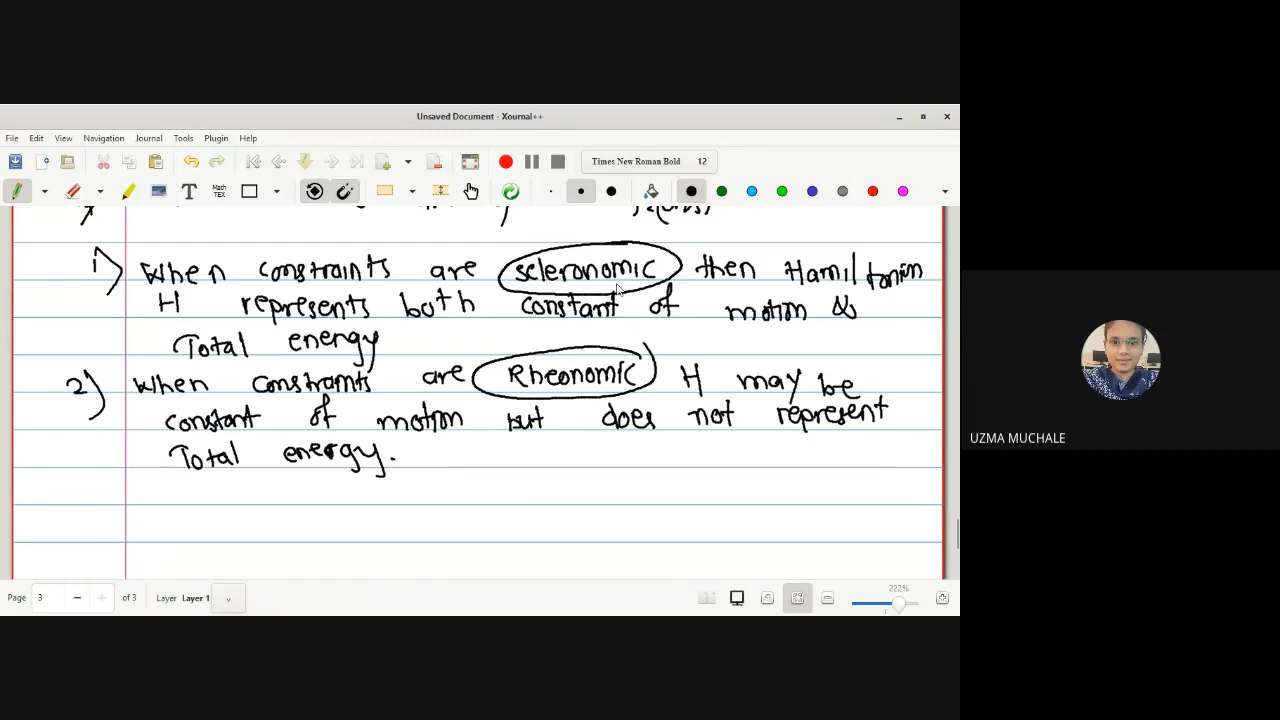 Unsaved Document - Xournal++
File Edit View Navigation Journal Tools Plugin Help
Times New Roman Bold 12
1) When constraints are scleronomic then Hamiltonian
H represents both constant of motion &
Total energy
2) When constraints are Rheonomic H may be
constant of motion but does not represent
Total energy.
UZMA MUCHALE
Page 3 of 3 Layer Layer 1 222%